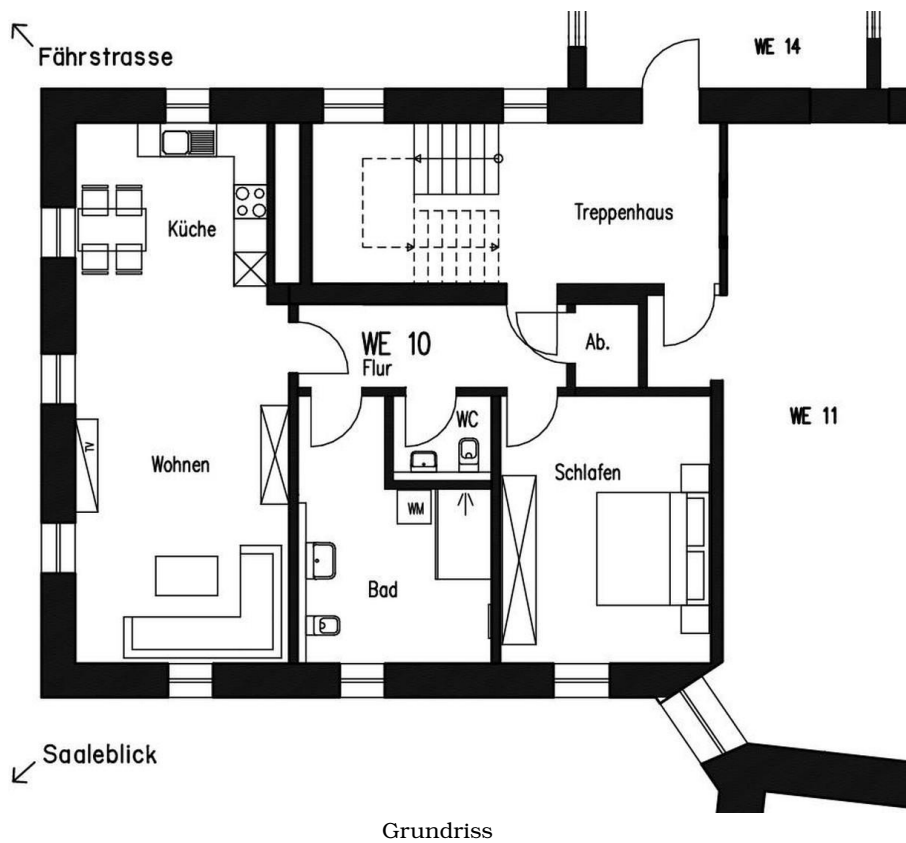 WE 14
Fährstrasse
Treppenhaus
Küche
WE 10
Flur
Ab.
WE 11
WC
TV
Wohnen
Schlafen
WM
Bad
Saaleblick
Grundriss